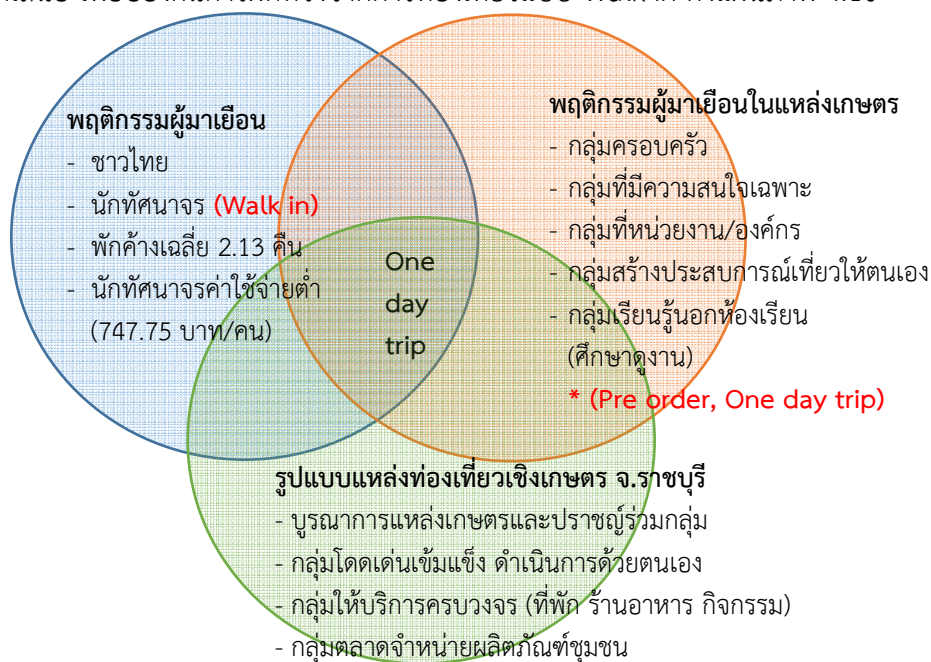 พฤติกรรมผู้มาเยือน
- ชาวไทย
- นักทัศนาจร (Walk in)
- พักค้างเฉลี่ย 2.13 คืน
- นักทัศนาจรค่าใช้จ่ายต่ำ
(747.75 บาท/คน)
One
day
trip
พฤติกรรมผู้มาเยือนในแหล่งเกษตร
- กลุ่มครอบครัว
- กลุ่มที่มีความสนใจเฉพาะ
- กลุ่มที่หน่วยงาน/องค์กร
- กลุ่มสร้างประสบการณ์เที่ยวให้ตนเอง
- กลุ่มเรียนรู้นอกห้องเรียน
(ศึกษาดูงาน)
* (Pre order, One day trip)
รูปแบบแหล่งท่องเที่ยวเชิงเกษตร จ.ราชบุรี
- บูรณาการแหล่งเกษตรและปราชญ์ร่วมกลุ่ม
- กลุ่มโดดเด่นเข้มแข็ง ดำเนินการด้วยตนเอง
- กลุ่มให้บริการครบวงจร (ที่พัก ร้านอาหาร กิจกรรม)
- กลุ่มตลาดจำหน่ายผลิตภัณฑ์ชุมชน